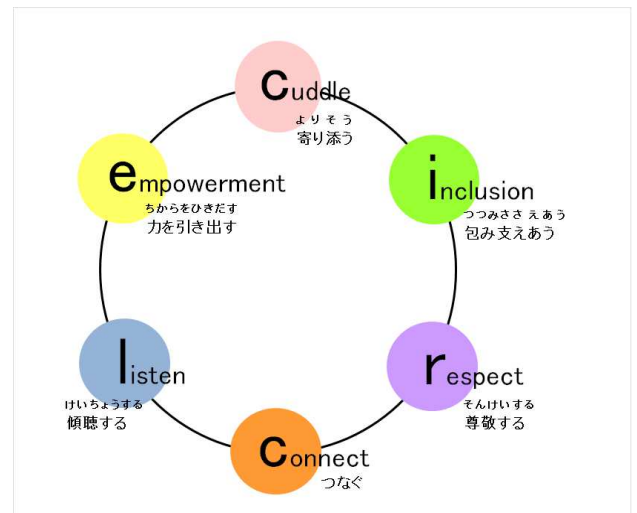 cuddle
よりそう
寄り添う
inclusion
つつみささえあう
包み支えあう
respect
そんけいする
尊敬する
connect
つなぐ
listen
けいちょうする
傾聴する
empowerment
ちからをひきだす
力を引き出す